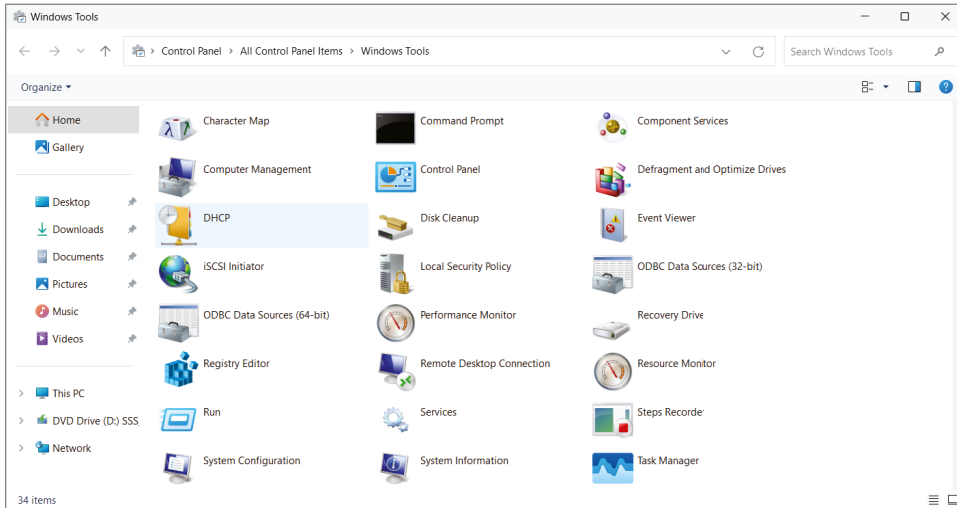 Windows Tools
Control Panel > All Control Panel Items > Windows Tools
Search Windows Tools
Organize
Home
Gallery
Desktop
Downloads
Documents
Pictures
Music
Videos
This PC
DVD Drive (D:) SSS
Network
Character Map
Command Prompt
Component Services
Computer Management
Control Panel
Defragment and Optimize Drives
DHCP
Disk Cleanup
Event Viewer
iSCSI Initiator
Local Security Policy
ODBC Data Sources (32-bit)
ODBC Data Sources (64-bit)
Performance Monitor
Recovery Drive
Registry Editor
Remote Desktop Connection
Resource Monitor
Run
Services
Steps Recorder
System Configuration
System Information
Task Manager
34 items